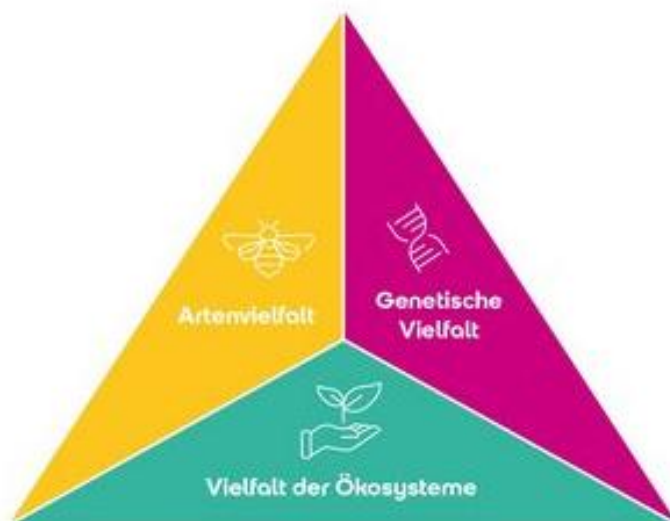 Artenvielfalt
Genetische
Vielfalt
Vielfalt der Ökosysteme